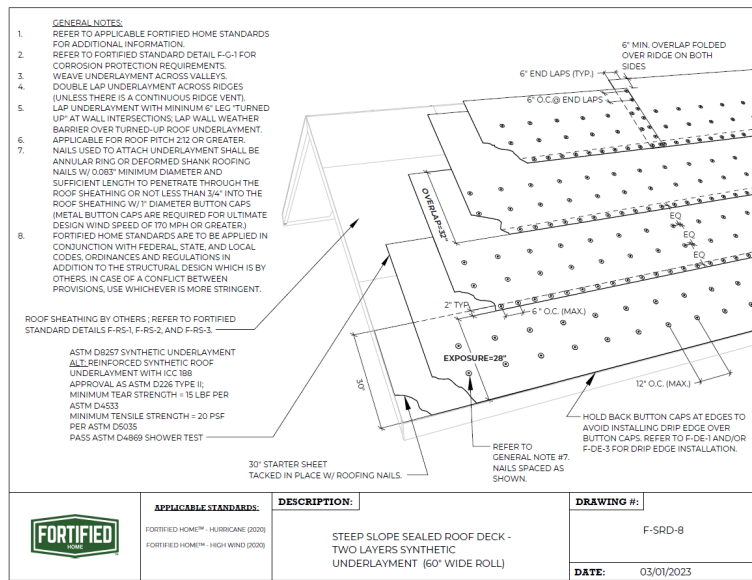 GENERAL NOTES:
1. REFER TO APPLICABLE FORTIFIED HOME STANDARDS
FOR ADDITIONAL INFORMATION.
2. REFER TO FORTIFIED STANDARD DETAIL F-G-1 FOR
CORROSION PROTECTION REQUIREMENTS.
3. WEAVE UNDERLAYMENT ACROSS VALLEYS.
4. DOUBLE LAP UNDERLAYMENT ACROSS RIDGES
(UNLESS THERE IS A CONTINUOUS RIDGE VENT).
5. LAP UNDERLAYMENT WITH MINIMUM 6" LEG "TURNED
UP" AT WALL INTERSECTIONS; LAP WALL WEATHER
BARRIER OVER TURNED-UP ROOF UNDERLAYMENT.
6. APPLICABLE FOR ROOF PITCH 2:12 OR GREATER.
7. NAILS USED TO ATTACH UNDERLAYMENT SHALL BE
ANNULAR RING OR DEFORMED SHANK ROOFING
NAILS W/ 0.083" MINIMUM DIAMETER AND
SUFFICIENT LENGTH TO PENETRATE THROUGH THE
ROOF SHEATHING OR NOT LESS THAN 3/4" INTO THE
ROOF SHEATHING W/ 1" DIAMETER BUTTON CAPS
(METAL BUTTON CAPS ARE REQUIRED FOR ULTIMATE
DESIGN WIND SPEED OF 170 MPH OR GREATER.)
8. FORTIFIED HOME STANDARDS ARE TO BE APPLIED IN
CONJUNCTION WITH FEDERAL, STATE, AND LOCAL
CODES, ORDINANCES AND REGULATIONS IN
ADDITION TO THE STRUCTURAL DESIGN WHICH IS BY
OTHERS. IN CASE OF A CONFLICT BETWEEN
PROVISIONS, USE WHICHEVER IS MORE STRINGENT.
ROOF SHEATHING BY OTHERS ; REFER TO FORTIFIED
STANDARD DETAILS F-RS-1, F-RS-2, AND F-RS-3.
ASTM D8257 SYNTHETIC UNDERLAYMENT
ALT: REINFORCED SYNTHETIC ROOF
UNDERLAYMENT WITH ICC 188
APPROVAL AS ASTM D226 TYPE II;
MINIMUM TEAR STRENGTH = 15 LBF PER
ASTM D4533
MINIMUM TENSILE STRENGTH = 20 PSF
PER ASTM D5035
PASS ASTM D4869 SHOWER TEST
6" MIN. OVERLAP FOLDED
OVER RIDGE ON BOTH
SIDES
6" END LAPS (TYP.)
6" O.C.@ END LAPS
OVERLAP=32"
EQ
EQ
EQ
2" TYP.
6 " O.C. (MAX.)
EXPOSURE=28"
30"
12" O.C. (MAX.)
HOLD BACK BUTTON CAPS AT EDGES TO
AVOID INSTALLING DRIP EDGE OVER
BUTTON CAPS. REFER TO F-DE-1 AND/OR
F-DE-3 FOR DRIP EDGE INSTALLATION.
REFER TO
GENERAL NOTE #7.
NAILS SPACED AS
SHOWN.
30" STARTER SHEET
TACKED IN PLACE W/ ROOFING NAILS.
FORTIFIED
HOME
APPLICABLE STANDARDS:
FORTIFIED HOME™ - HURRICANE (2020)
FORTIFIED HOME™ - HIGH WIND (2020)
DESCRIPTION:
STEEP SLOPE SEALED ROOF DECK -
TWO LAYERS SYNTHETIC
UNDERLAYMENT (60" WIDE ROLL)
DRAWING #:
F-SRD-8
DATE: 03/01/2023